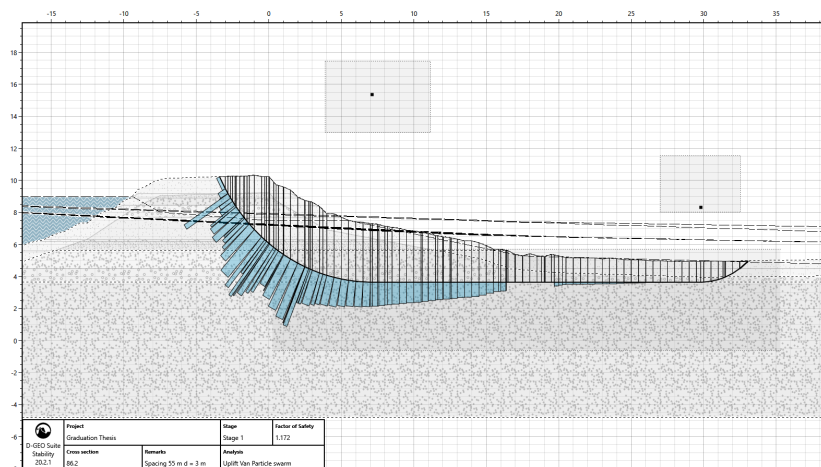 -15 -10 -5 0 5 10 15 20 25 30 35
18
16
14
12
10
8
6
4
2
0
-2
-4
-6
D-GEO Suite
Stability
20.2.1
Project
Graduation Thesis
Stage
Stage 1
Factor of Safety
1.172
Cross section
86.2
Remarks
Spacing 55 m d = 3 m
Analysis
Uplift Van Particle swarm